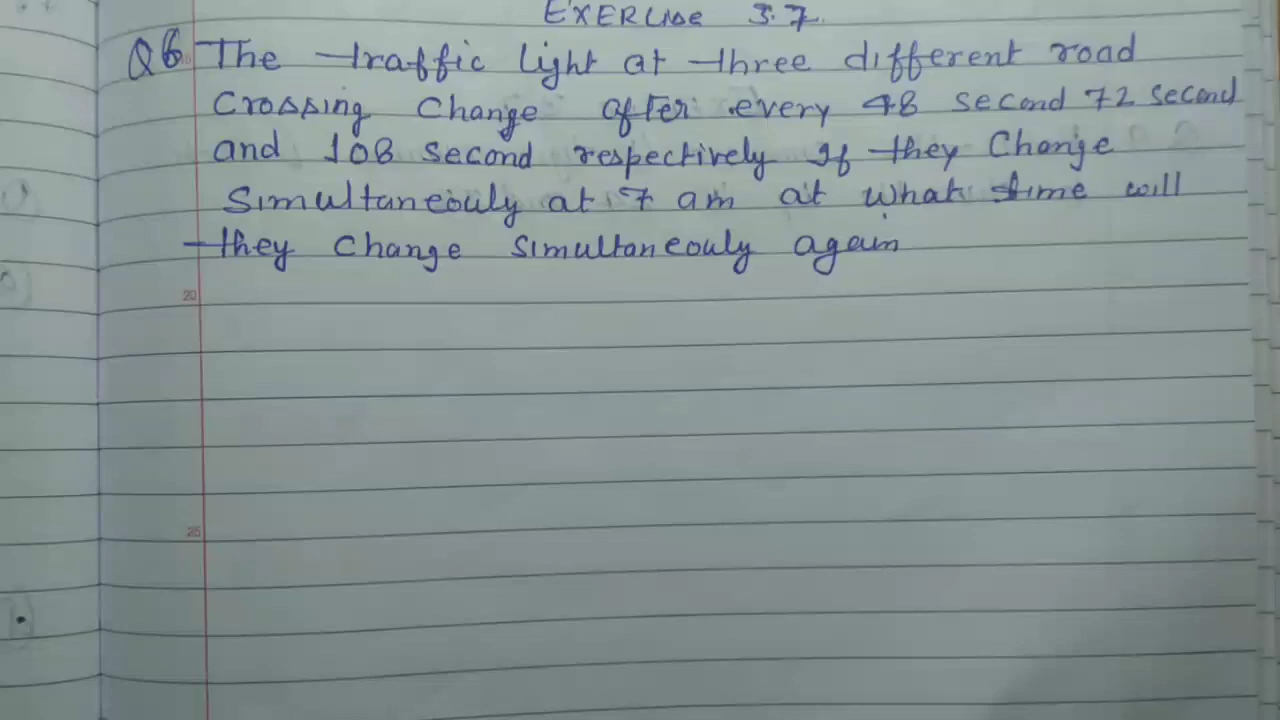 EXERCISE 3.7.
Q6 The traffic light at three different road
Crossing Change after every 48 second 72 second
and 108 second respectively If they Change
Simultaneouly at 7 am at what time will
they change simultaneouly again
20
25